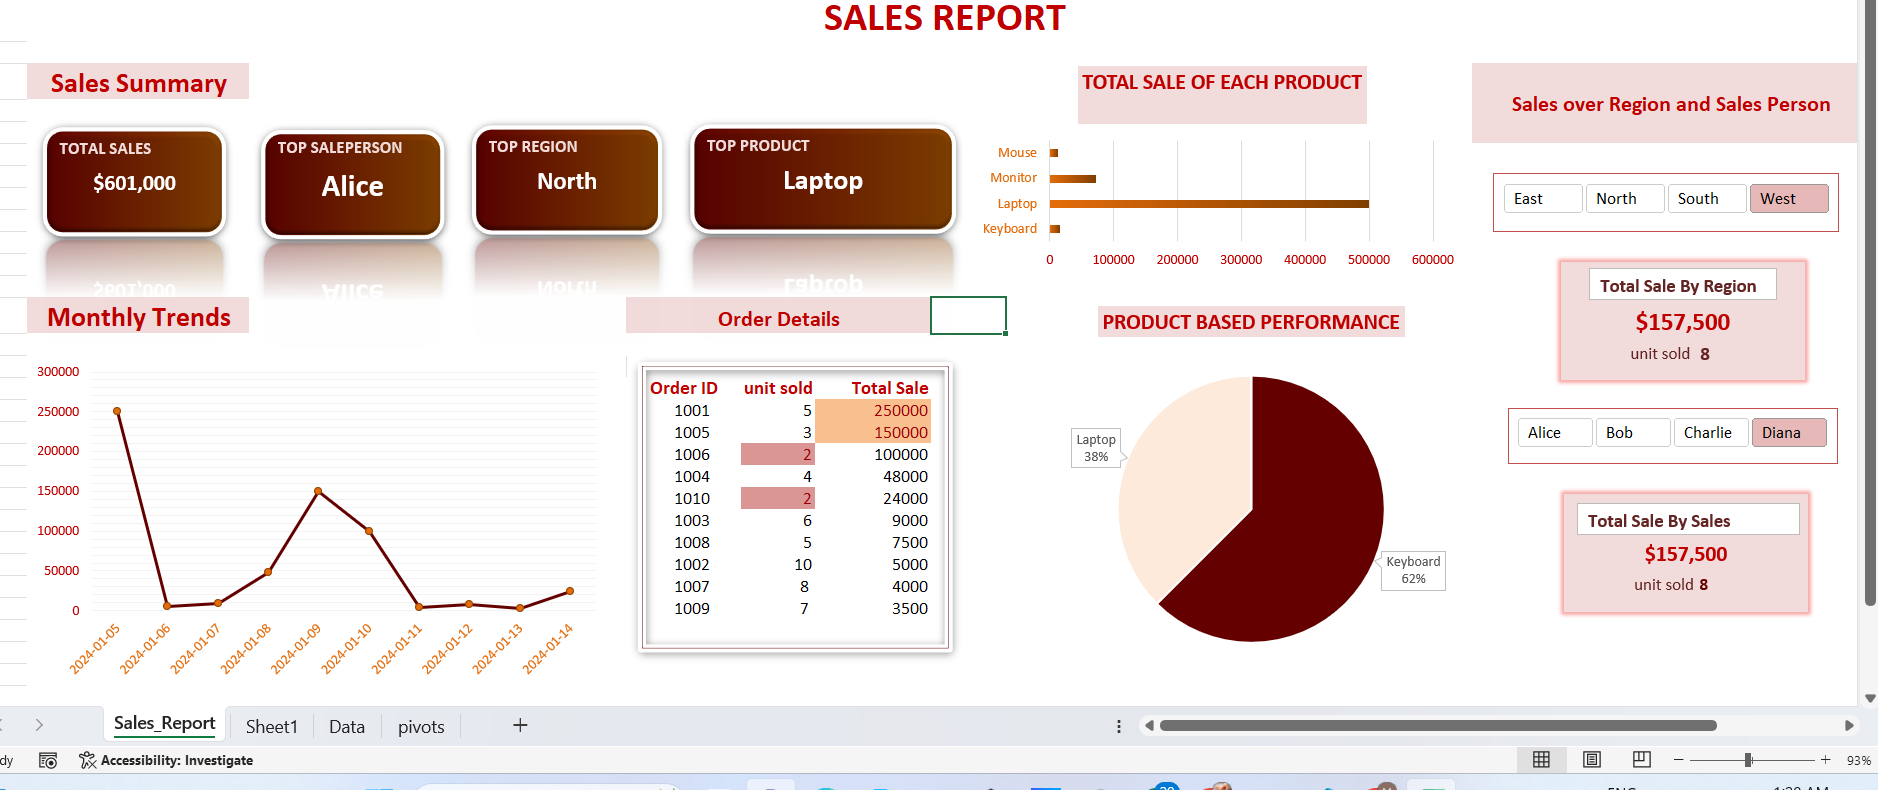 SALES REPORT
Sales Summary
TOTAL SALES
$601,000
TOP SALEPERSON
Alice
TOP REGION
North
TOP PRODUCT
Laptop
TOTAL SALE OF EACH PRODUCT
Mouse
Monitor
Laptop
Keyboard
0 100000 200000 300000 400000 500000 600000
Sales over Region and Sales Person
East North South West
Total Sale By Region
$157,500
unit sold 8
Alice Bob Charlie Diana
Total Sale By Sales
$157,500
unit sold 8
Monthly Trends
300000
250000
200000
150000
100000
50000
0
2024-01-05 2024-01-06 2024-01-07 2024-01-08 2024-01-09 2024-01-10 2024-01-11 2024-01-12 2024-01-13 2024-01-14
Order Details
Order ID unit sold Total Sale
1001 5 250000
1005 3 150000
1006 2 100000
1004 4 48000
1010 2 24000
1003 6 9000
1008 5 7500
1002 10 5000
1007 8 4000
1009 7 3500
PRODUCT BASED PERFORMANCE
Laptop
38%
Keyboard
62%
Sales_Report Sheet1 Data pivots
dy Accessibility: Investigate 93%